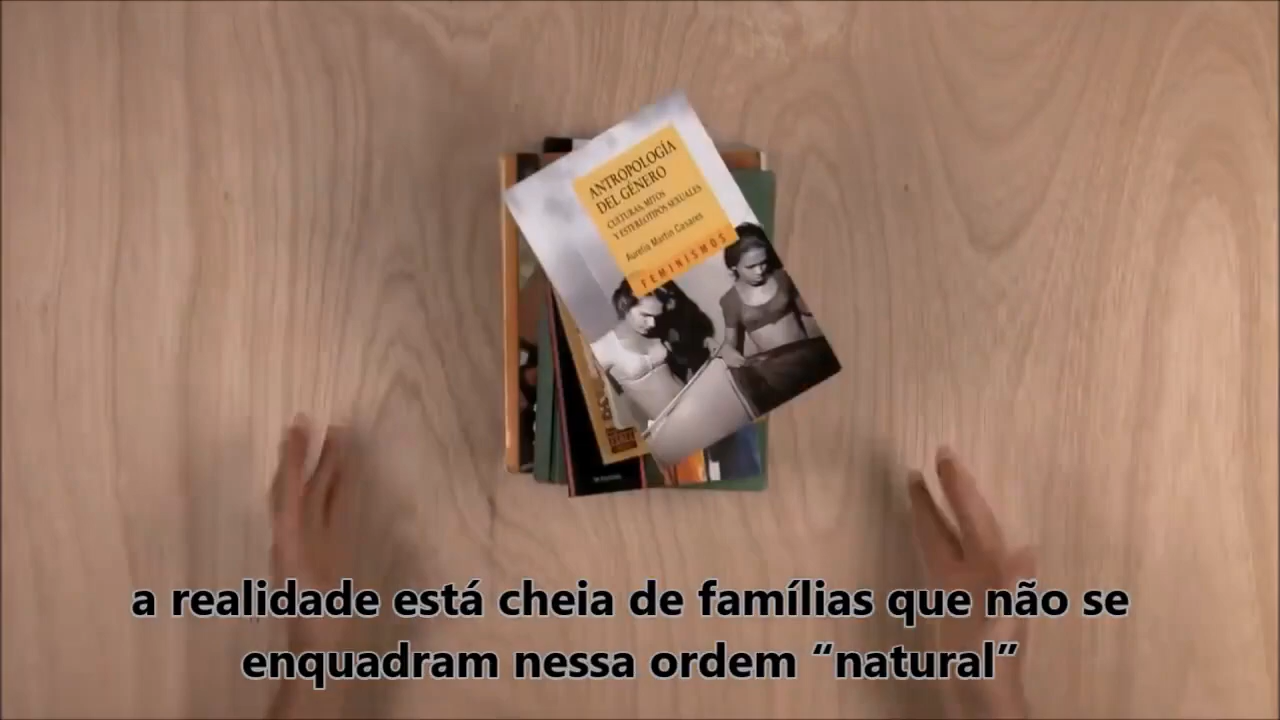 ANTROPOLOGÍA
DEL GÉNERO
CULTURAS, MITOS
Y ESTEREOTIPOS SEXUALES
Aurelia Martín Casares
FEMINISMOS
a realidade está cheia de famílias que não se
enquadram nessa ordem “natural”